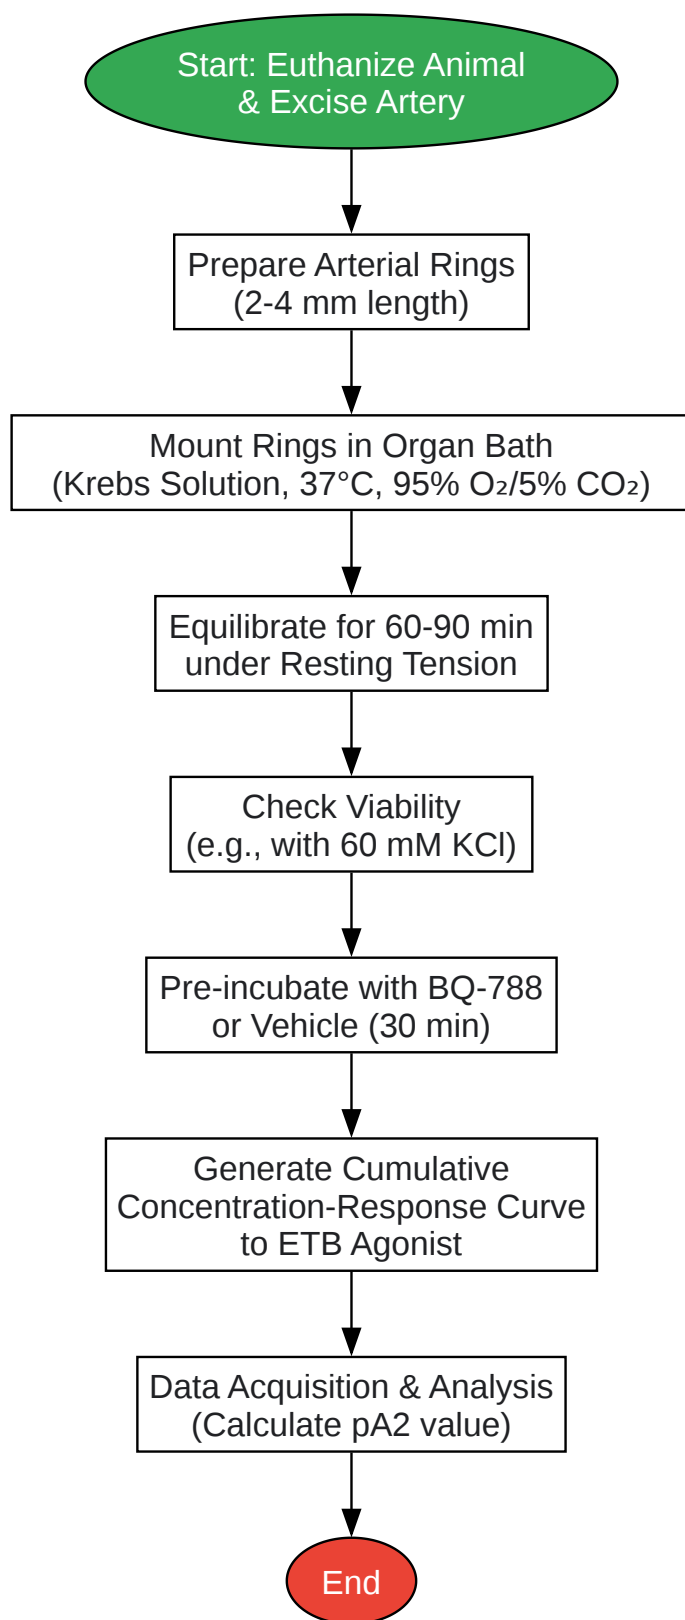 Start: Euthanize Animal
& Excise Artery
Prepare Arterial Rings
(2-4 mm length)
Mount Rings in Organ Bath
(Krebs Solution, 37°C, 95% O₂/5% CO₂)
Equilibrate for 60-90 min
under Resting Tension
Check Viability
(e.g., with 60 mM KCl)
Pre-incubate with BQ-788
or Vehicle (30 min)
Generate Cumulative
Concentration-Response Curve
to ETB Agonist
Data Acquisition & Analysis
(Calculate pA2 value)
End